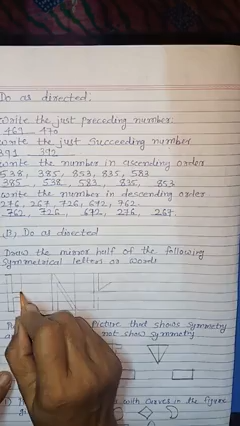 Do as directed.
Write the just preceding number.
469 470
Write the just succeeding number
391 392
Write the number in ascending order
538, 385, 853, 835, 583
385, 538, 583, 835, 853
Write the number in descending order
276, 267, 726, 672, 762
762, 726, 672, 276, 267
(B) Do as directed
Draw the mirror half of the following
symmetrical letters or words
picture that shows symmetry
not show symmetry
with curves in the figure